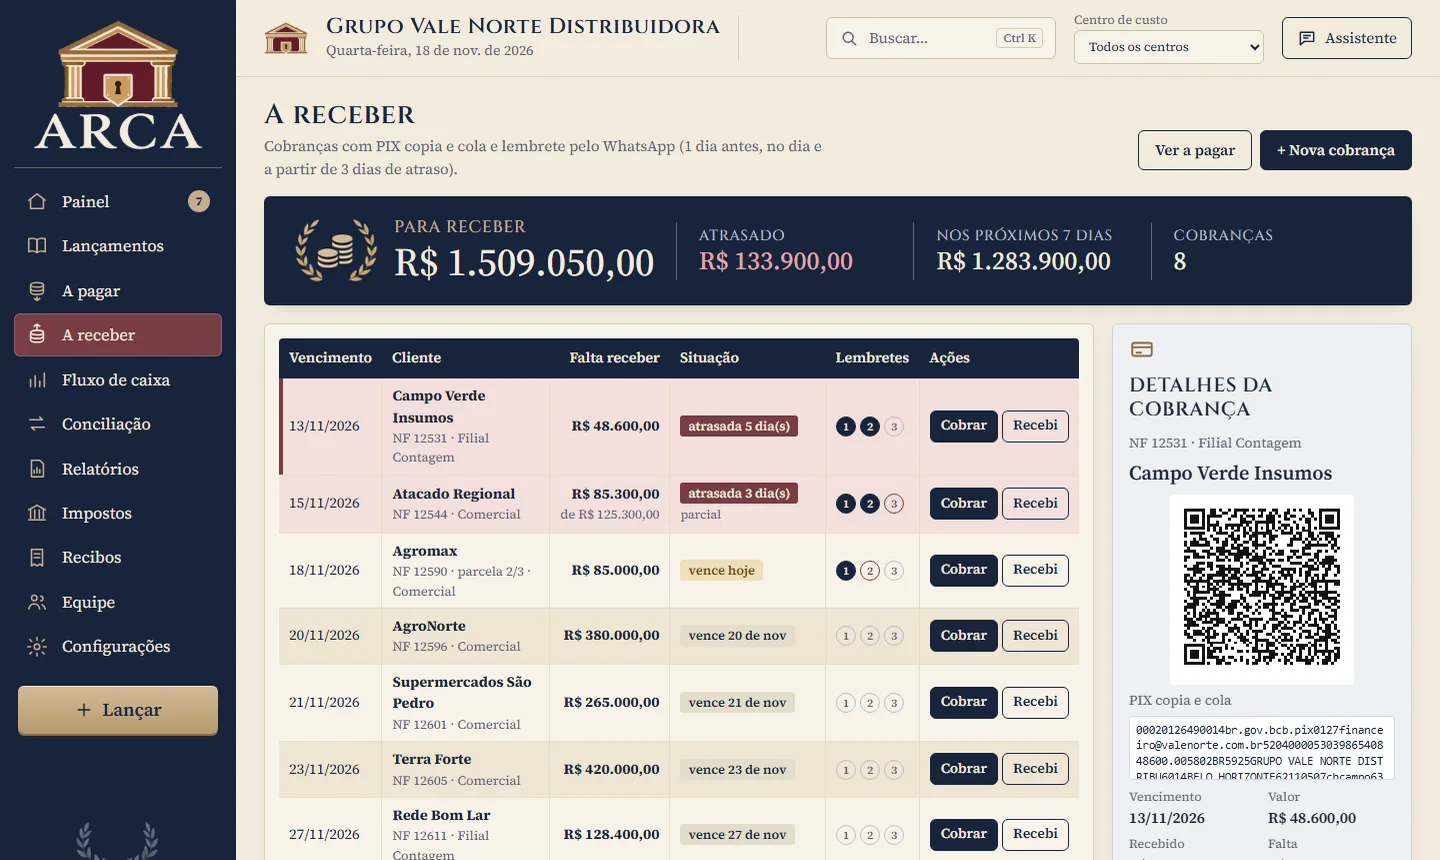 ARCA
Painel 7
Lançamentos
A pagar
A receber
Fluxo de caixa
Conciliação
Relatórios
Impostos
Recibos
Equipe
Configurações
+ Lançar
Grupo Vale Norte Distribuidora
Quarta-feira, 18 de nov. de 2026
Buscar... Ctrl K
Centro de custo
Todos os centros
Assistente
A receber
Cobranças com PIX copia e cola e lembrete pelo WhatsApp (1 dia antes, no dia e
a partir de 3 dias de atraso).
Ver a pagar
+ Nova cobrança
PARA RECEBER
R$ 1.509.050,00
ATRASADO
R$ 133.900,00
NOS PRÓXIMOS 7 DIAS
R$ 1.283.900,00
COBRANÇAS
8
Vencimento Cliente Falta receber Situação Lembretes Ações
13/11/2026 Campo Verde Insumos R$ 48.600,00 atrasada 5 dia(s) 1 2 3 Cobrar Recebi
NF 12531 · Filial Contagem
15/11/2026 Atacado Regional R$ 85.300,00 atrasada 3 dia(s) 1 2 3 Cobrar Recebi
NF 12544 · Comercial de R$ 125.300,00 parcial
18/11/2026 Agromax R$ 85.000,00 vence hoje 1 2 3 Cobrar Recebi
NF 12590 · parcela 2/3 · Comercial
20/11/2026 AgroNorte R$ 380.000,00 vence 20 de nov 1 2 3 Cobrar Recebi
NF 12596 · Comercial
21/11/2026 Supermercados São Pedro R$ 265.000,00 vence 21 de nov 1 2 3 Cobrar Recebi
NF 12601 · Comercial
23/11/2026 Terra Forte R$ 420.000,00 vence 23 de nov 1 2 3 Cobrar Recebi
NF 12605 · Comercial
27/11/2026 Rede Bom Lar R$ 128.400,00 vence 27 de nov 1 2 3 Cobrar Recebi
NF 12611 · Filial Contagem
DETALHES DA
COBRANÇA
NF 12531 · Filial Contagem
Campo Verde Insumos
PIX copia e cola
00020126490014br.gov.bcb.pix0127finance
iro@valenorte.com.br5204000053039865408
48600.005802BR5925GRUPO VALE NORTE DIST
RIBU6014BELO HORIZONTE62110507cbcampo63
Vencimento Valor
13/11/2026 R$ 48.600,00
Recebido Falta